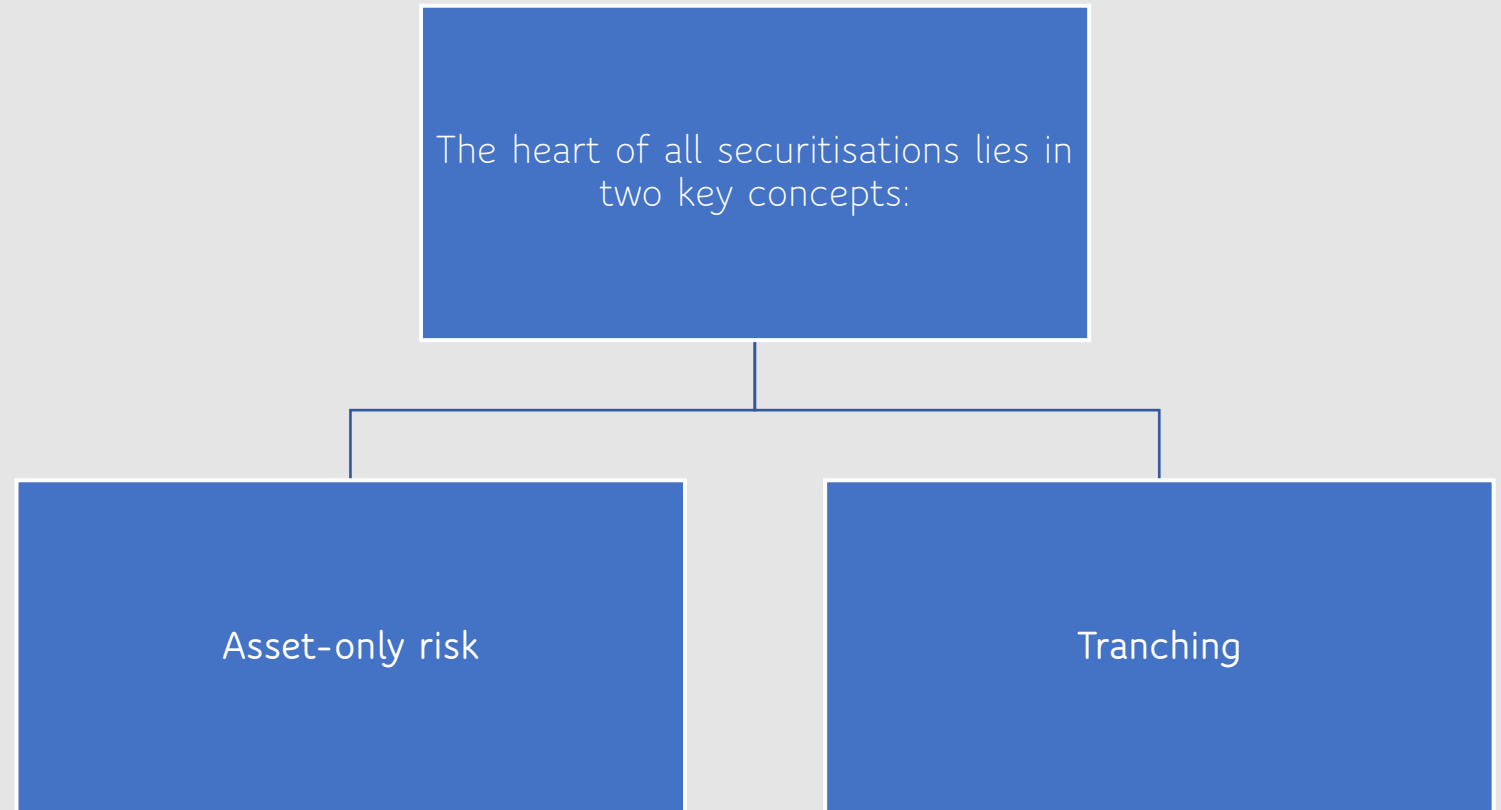 The heart of all securitisations lies in
two key concepts:
Asset-only risk
Tranching